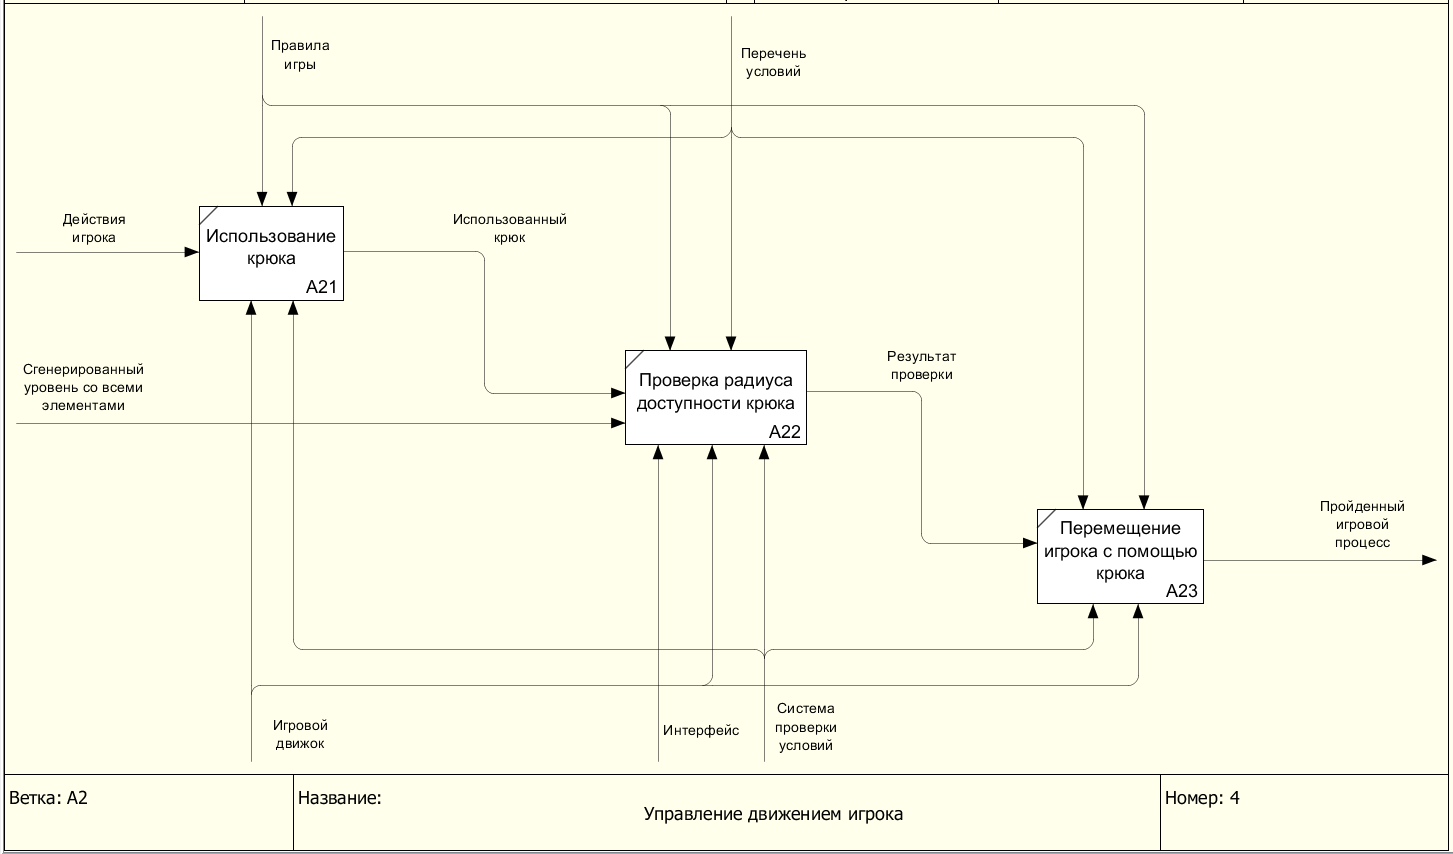 Правила
игры
Перечень
условий
Действия
игрока
Использование
крюка
A21
Использованный
крюк
Сгенерированный
уровень со всеми
элементами
Проверка радиуса
доступности крюка
A22
Результат
проверки
Перемещение
игрока с помощью
крюка
A23
Пройденный
игровой
процесс
Игровой
движок
Интерфейс
Система
проверки
условий
Ветка: A2
Название:
Управление движением игрока
Номер: 4